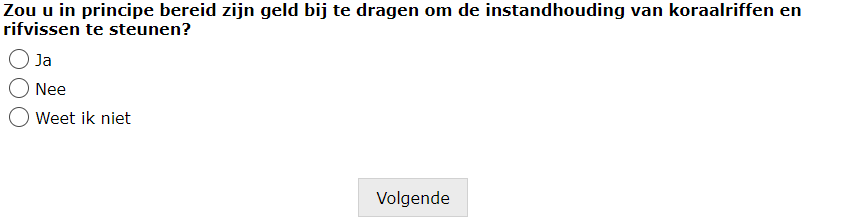 Zou u in principe bereid zijn geld bij te dragen om de instandhouding van koraalriffen en
rifvissen te steunen?
Ja
Nee
Weet ik niet
Volgende